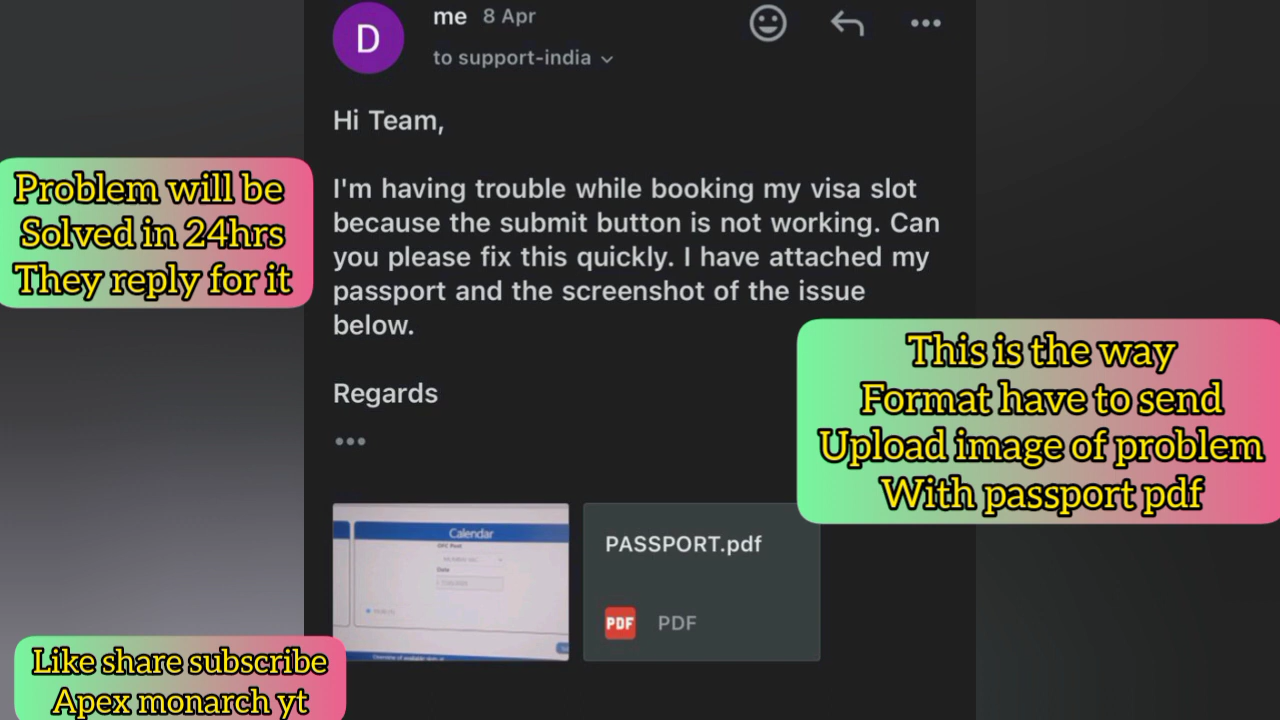 D
me 8 Apr
to support-india
Hi Team,
I'm having trouble while booking my visa slot
because the submit button is not working. Can
you please fix this quickly. I have attached my
passport and the screenshot of the issue
below.
Regards
Calendar
Date
PASSPORT.pdf
PDF PDF
Problem will be
Solved in 24hrs
They reply for it
This is the way
Format have to send
Upload image of problem
With passport pdf
Like share subscribe
Apex monarch yt